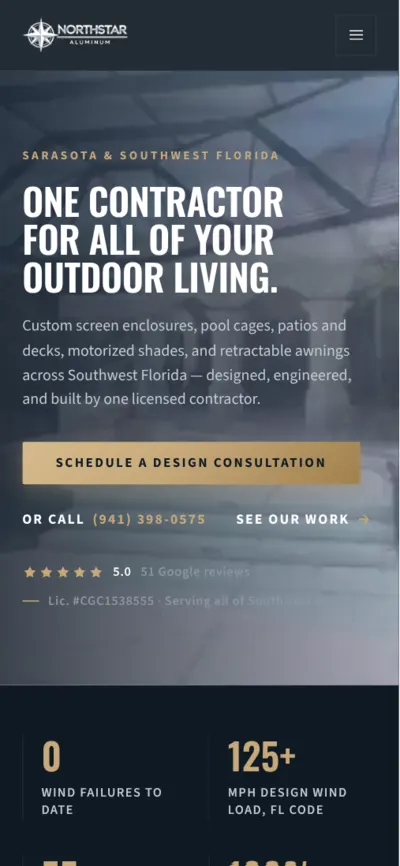 NORTHSTAR
ALUMINUM
SARASOTA & SOUTHWEST FLORIDA
ONE CONTRACTOR
FOR ALL OF YOUR
OUTDOOR LIVING.
Custom screen enclosures, pool cages, patios and
decks, motorized shades, and retractable awnings
across Southwest Florida — designed, engineered,
and built by one licensed contractor.
SCHEDULE A DESIGN CONSULTATION
OR CALL (941) 398-0575 SEE OUR WORK →
★★★★★ 5.0 51 Google reviews
— Lic. #CGC1538555 · Serving all of
0
WIND FAILURES TO
DATE
125+
MPH DESIGN WIND
LOAD, FL CODE